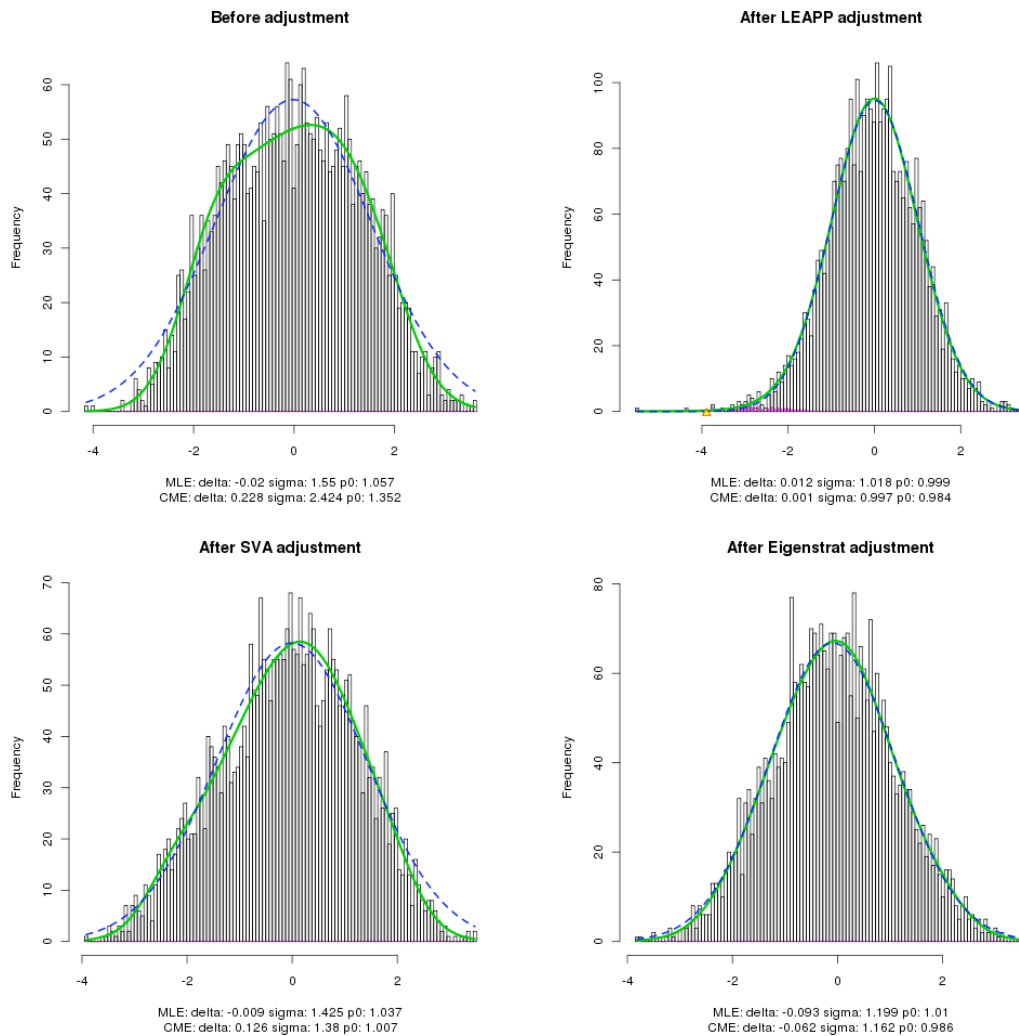 Before adjustment
Frequency
0 10 20 30 40 50 60
-4 -2 0 2
MLE: delta: -0.02 sigma: 1.55 p0: 1.057
CME: delta: 0.228 sigma: 2.424 p0: 1.352
After LEAPP adjustment
Frequency
0 20 40 60 80 100
-4 -2 0 2
MLE: delta: 0.012 sigma: 1.018 p0: 0.999
CME: delta: 0.001 sigma: 0.997 p0: 0.984
After SVA adjustment
Frequency
0 10 20 30 40 50 60 70
-4 -2 0 2
MLE: delta: -0.009 sigma: 1.425 p0: 1.037
CME: delta: 0.126 sigma: 1.38 p0: 1.007
After Eigenstrat adjustment
Frequency
0 20 40 60 80
-4 -2 0 2
MLE: delta: -0.093 sigma: 1.199 p0: 1.01
CME: delta: -0.062 sigma: 1.162 p0: 0.986